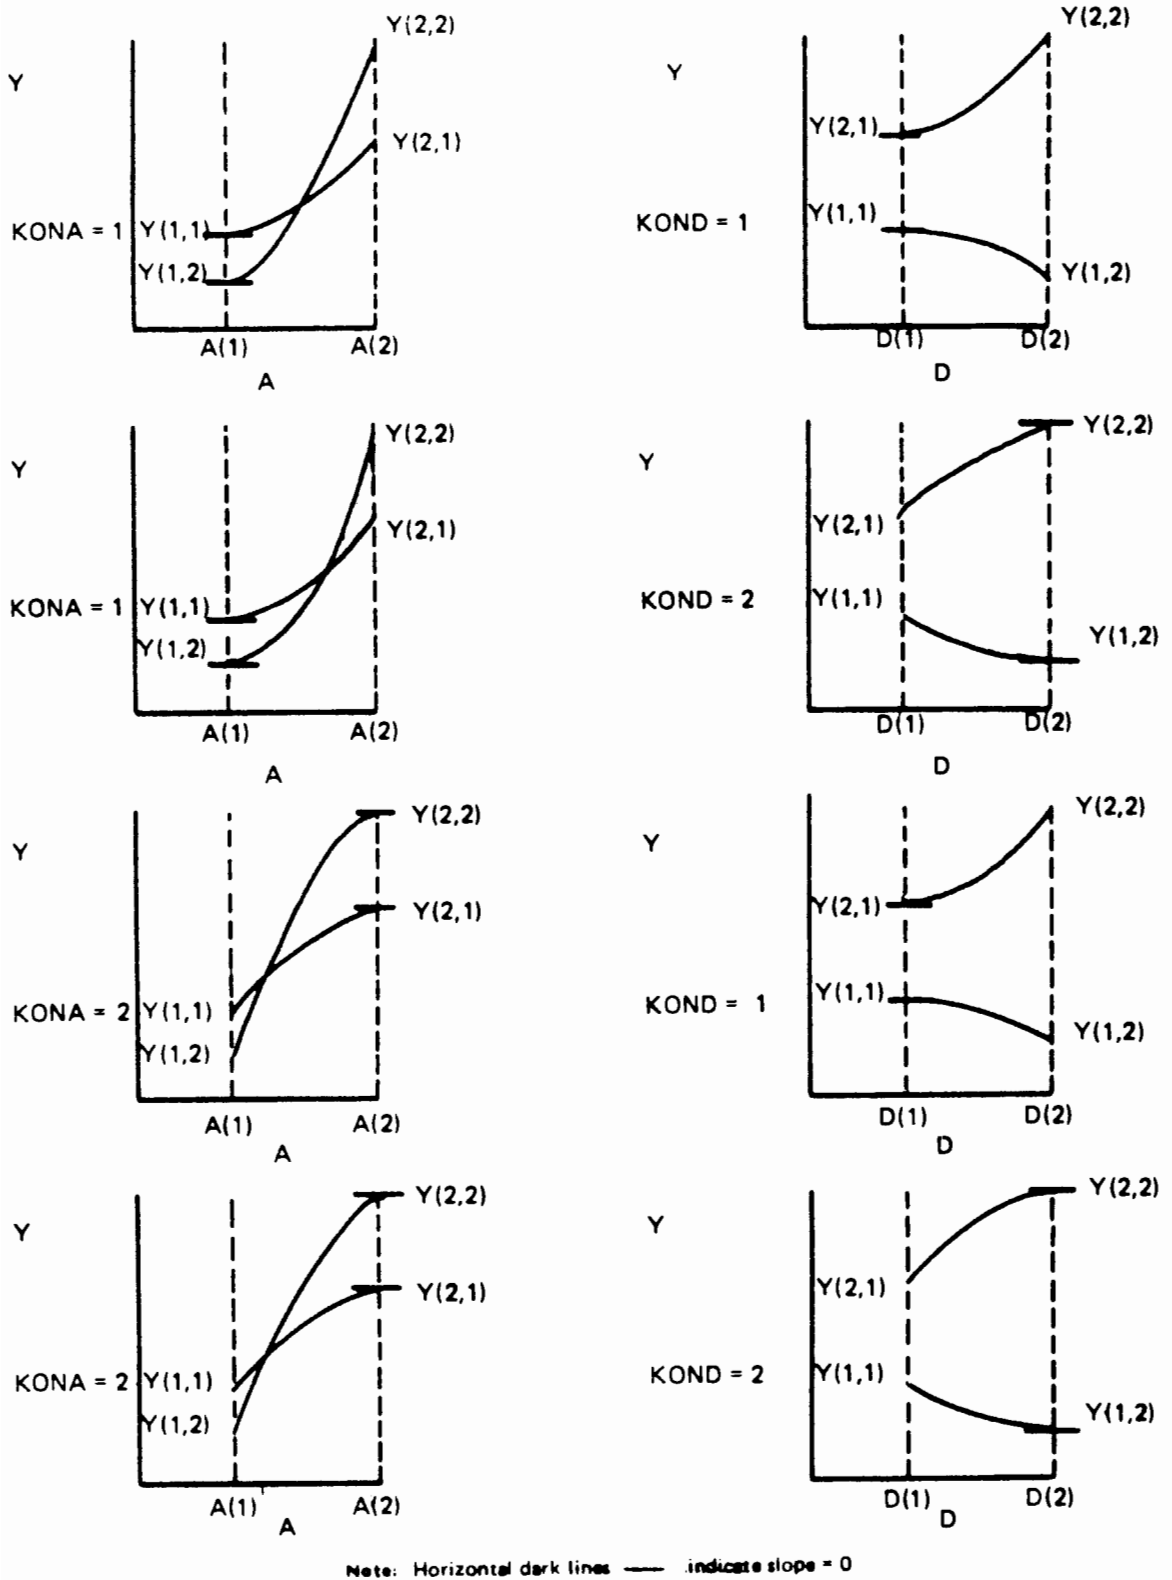 Y(2,2)
Y
Y(2,1)
KONA = 1
Y(1,1)
Y(1,2)
A(1)
A(2)
A
Y(2,2)
Y
Y(2,1)
Y(1,1)
KOND = 1
Y(1,2)
D(1)
D(2)
D
Y(2,2)
Y
Y(2,1)
KONA = 1
Y(1,1)
Y(1,2)
A(1)
A(2)
A
Y(2,2)
Y
Y(2,1)
KOND = 2
Y(1,1)
Y(1,2)
D(1)
D(2)
D
Y(2,2)
Y
Y(2,1)
KONA = 2
Y(1,1)
Y(1,2)
A(1)
A(2)
A
Y(2,2)
Y
Y(2,1)
Y(1,1)
KOND = 1
Y(1,2)
D(1)
D(2)
D
Y(2,2)
Y
Y(2,1)
KONA = 2
Y(1,1)
Y(1,2)
A(1)
A(2)
A
Y(2,2)
Y
Y(2,1)
KOND = 2
Y(1,1)
Y(1,2)
D(1)
D(2)
D
Note: Horizontal dark lines — indicate slope = 0